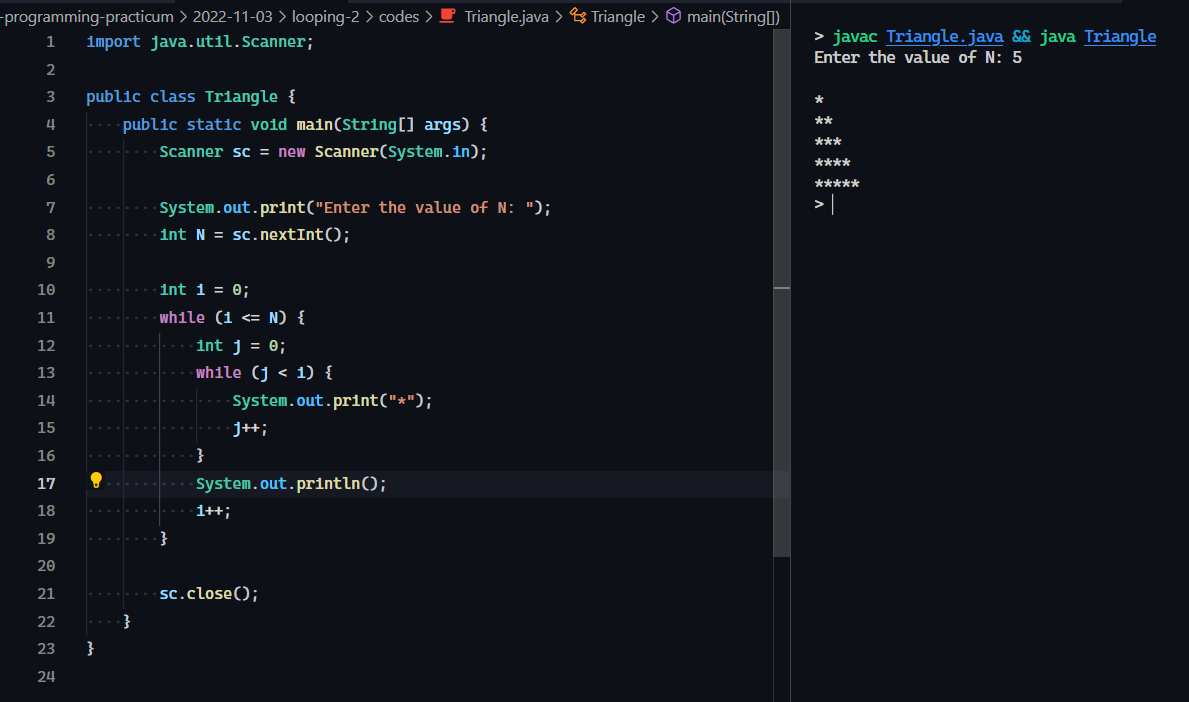 -programming-practicum > 2022-11-03 > looping-2 > codes > Triangle.java > Triangle > main(String[])
1 import java.util.Scanner;
2
3 public class Triangle {
4     public static void main(String[] args) {
5         Scanner sc = new Scanner(System.in);
6
7         System.out.print("Enter the value of N: ");
8         int N = sc.nextInt();
9
10         int i = 0;
11         while (i <= N) {
12             int j = 0;
13             while (j < i) {
14                 System.out.print("*");
15                 j++;
16             }
17             System.out.println();
18             i++;
19         }
20
21         sc.close();
22     }
23 }
24
> javac Triangle.java && java Triangle
Enter the value of N: 5

*
**
***
****
*****
>